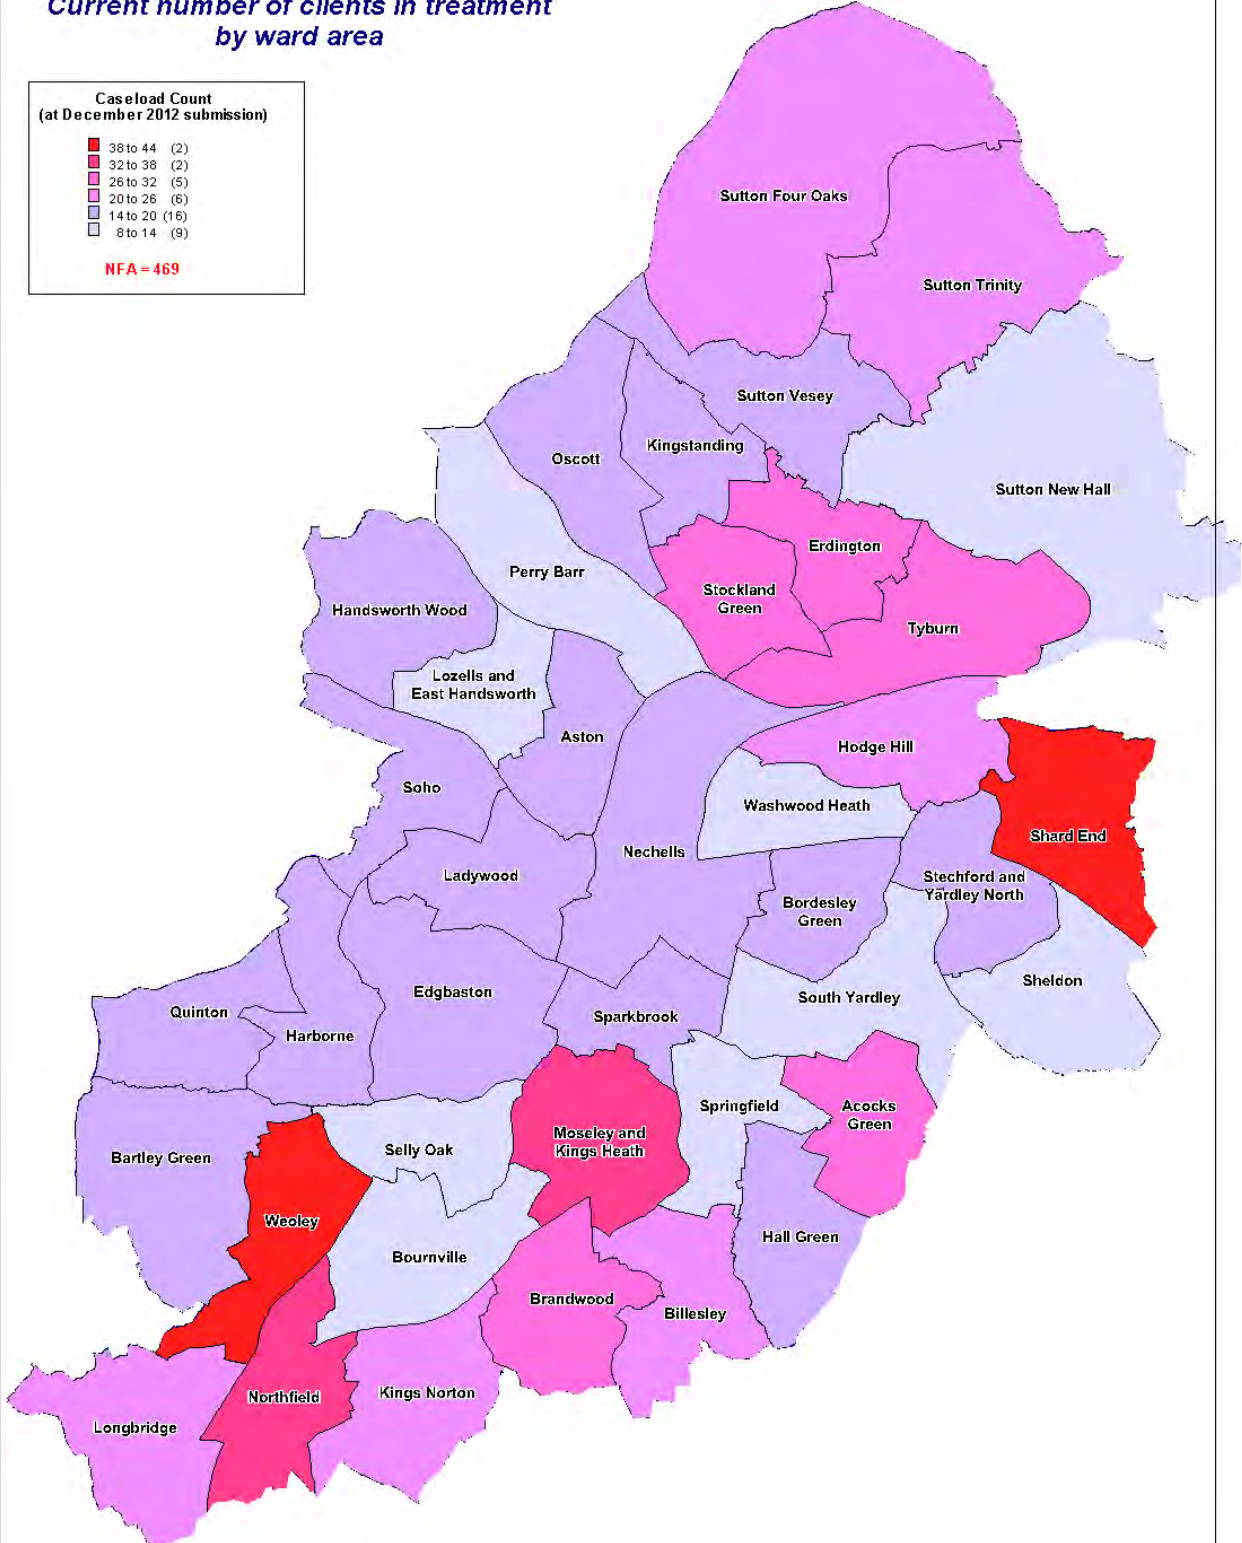 Current number of clients in treatment
by ward area
Caseload Count
(at December 2012 submission)
38 to 44 (2)
32 to 38 (2)
26 to 32 (5)
20 to 26 (6)
14 to 20 (16)
8 to 14 (9)
NFA = 469
Sutton Four Oaks
Sutton Trinity
Sutton Vesey
Kingstanding
Oscott
Sutton New Hall
Erdington
Perry Barr
Stockland
Green
Handsworth Wood
Tyburn
Lozells and
East Handsworth
Aston
Hodge Hill
Soho
Washwood Heath
Shard End
Nechells
Ladywood
Stechford and
Yardley North
Bordesley
Green
Sheldon
Edgbaston
South Yardley
Quinton
Sparkbrook
Harborne
Springfield
Acocks
Green
Moseley and
Kings Heath
Selly Oak
Bartley Green
Weoley
Hall Green
Bournville
Brandwood
Billesley
Kings Norton
Northfield
Longbridge